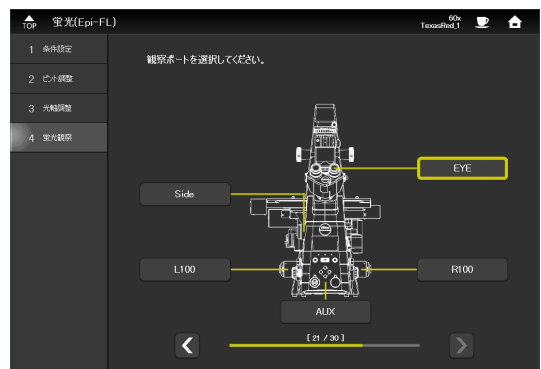 TOP 蛍光(Epi-FL)
60x
TexasRed_1
1 条件設定
2 ピント調整
3 光軸調整
4 蛍光観察
観察ポートを選択してください。
EYE
Side
L100
R100
AUX
[ 21 / 30 ]